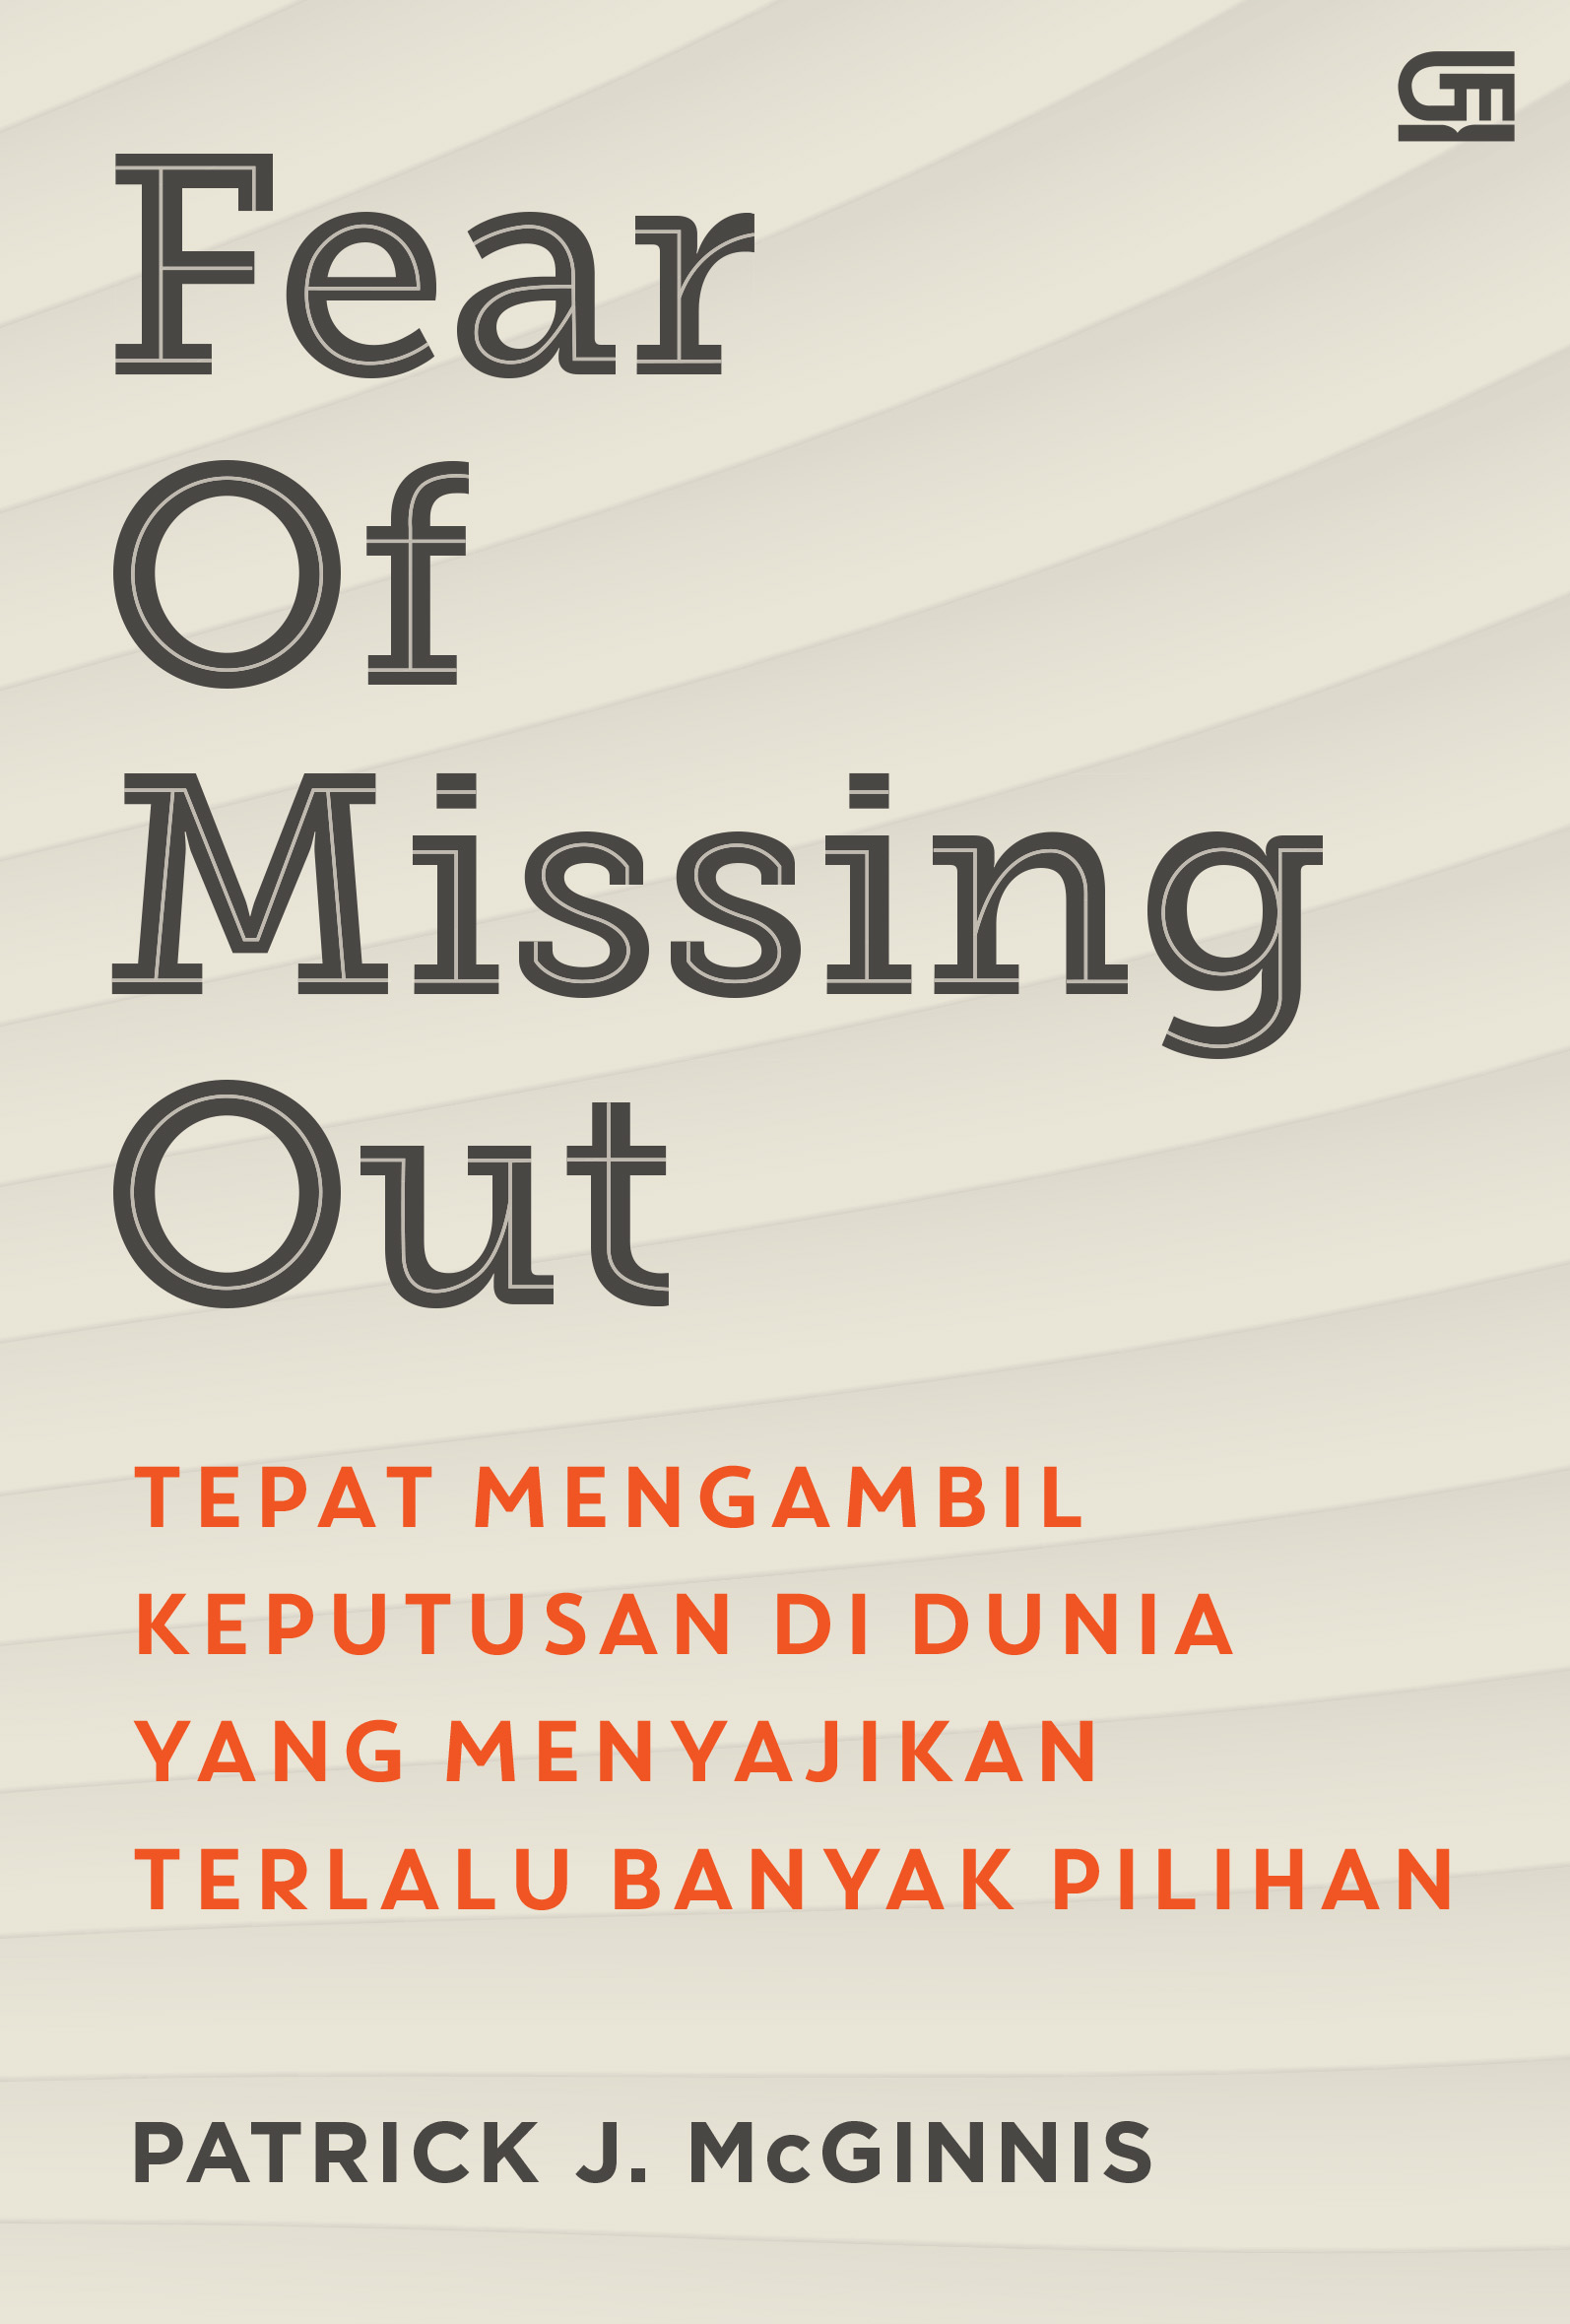 Fear
Of
Missing
Out
TEPAT MENGAMBIL
KEPUTUSAN DI DUNIA
YANG MENYAJIKAN
TERLALU BANYAK PILIHAN
PATRICK J. McGINNIS